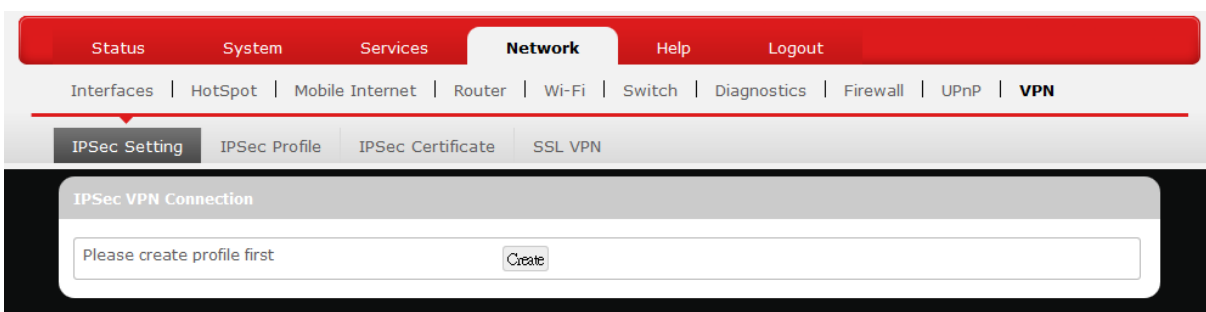 Status System Services Network Help Logout
Interfaces | HotSpot | Mobile Internet | Router | Wi-Fi | Switch | Diagnostics | Firewall | UPnP | VPN
IPSec Setting IPSec Profile IPSec Certificate SSL VPN
IPSec VPN Connection
Please create profile first Create